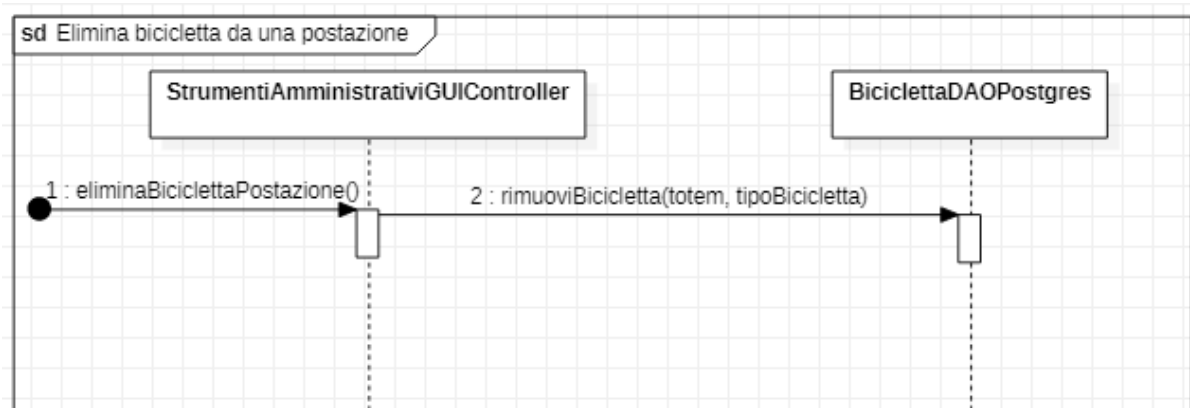 sd Elimina bicicletta da una postazione
StrumentiAmministrativiGUIController
BiciclettaDAOPostgres
1 : eliminaBiciclettaPostazione()
2 : rimuoviBicicletta(totem, tipoBicicletta)